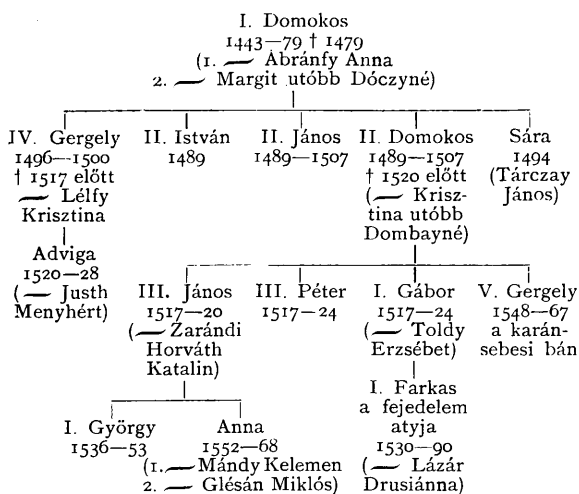 I. Domokos
1443—79 † 1479
(1. ⁓ Ábránfy Anna
2. ⁓ Margit utóbb Dóczyné)
IV. Gergely
1496—1500
† 1517 előtt
⁓ Lélfy
Krisztina
II. István
1489
II. János
1489—1507
II. Domokos
1489—1507
† 1520 előtt
(⁓ Krisz-
tina utóbb
Dombayné)
Sára
1494
(Tárczay
János)
Adviga
1520—28
(⁓ Justh
Menyhért)
III. János
1517—20
(⁓ Zarándi
Horváth
Katalin)
III. Péter
1517—24
I. Gábor
1517—24
(⁓ Toldy
Erzsébet)
V. Gergely
1548—67
a karán-
sebesi bán
I. György
1536—53
Anna
1552—68
(1. ⁓ Mándy Kelemen
2. ⁓ Glésán Miklós)
I. Farkas
a fejedelem
atyja
1530—90
(⁓ Lázár
Drusiánna)